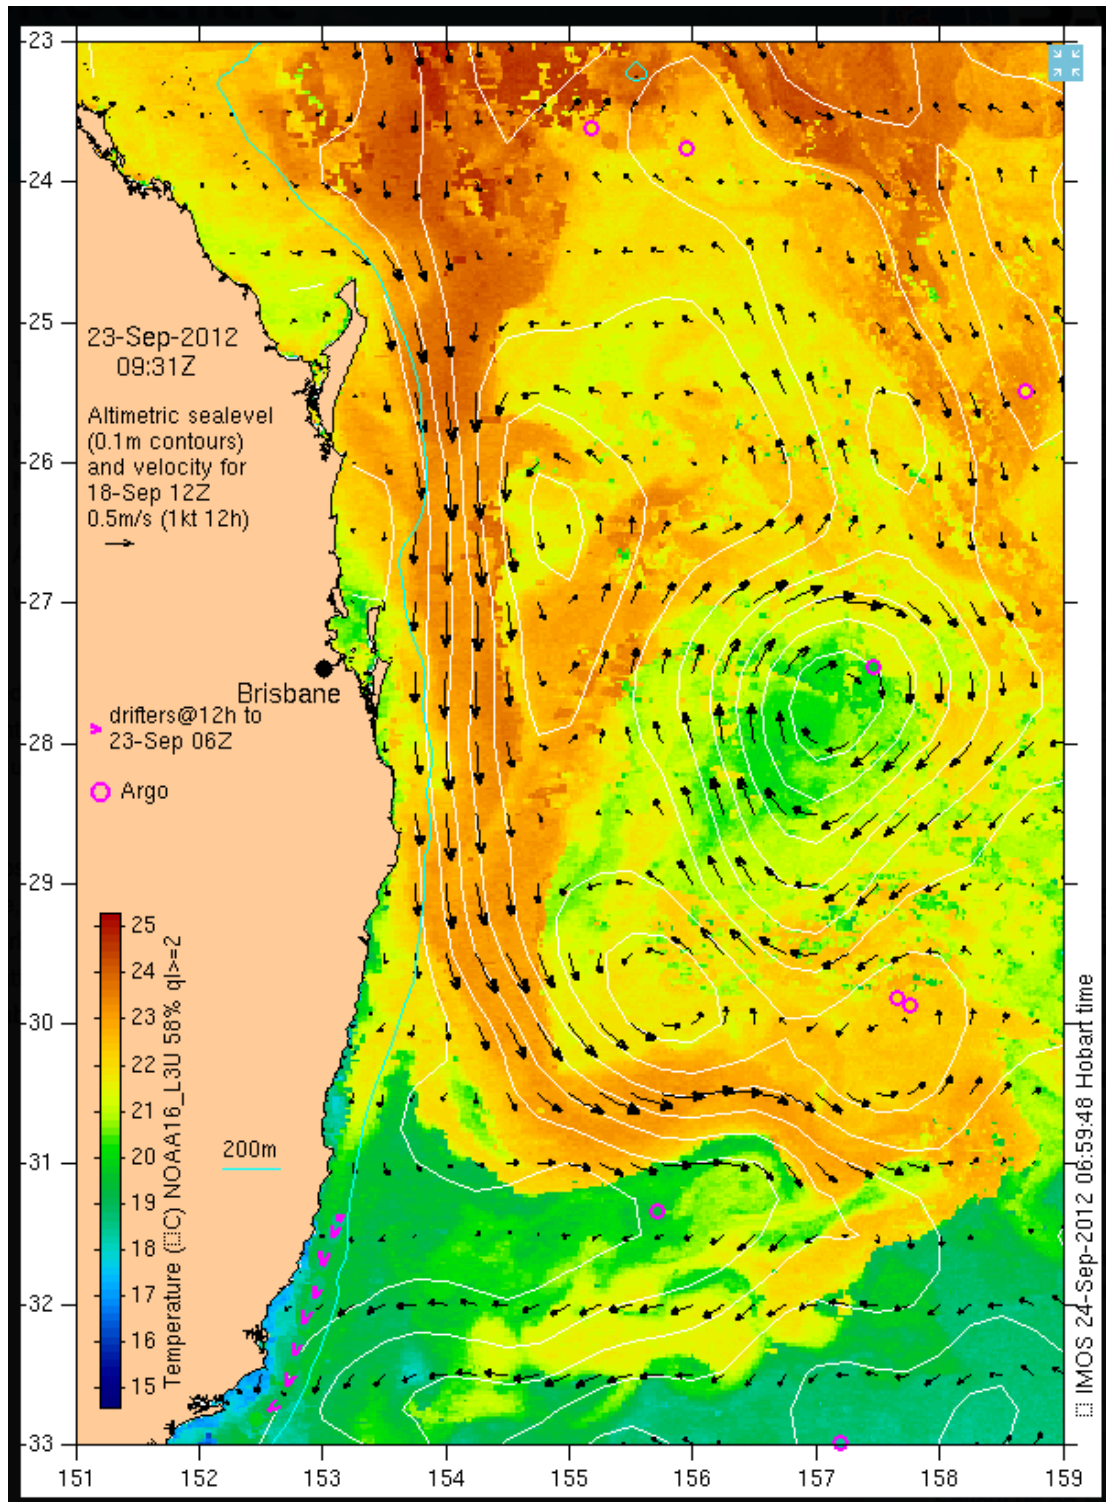 -23
-24
-25
-26
-27
-28
-29
-30
-31
-32
-33
23-Sep-2012
09:31Z
Altimetric sealevel
(0.1m contours)
and velocity for
18-Sep 12Z
0.5m/s (1kt 12h)
Brisbane
drifters@12h to
23-Sep 06Z
Argo
25
24
23
22
21
20
19
18
17
16
15
Temperature (□C) NOAA16_L3U 58% ql>=2
200m
□ IMOS 24-Sep-2012 06:59:48 Hobart time
151 152 153 154 155 156 157 158 159